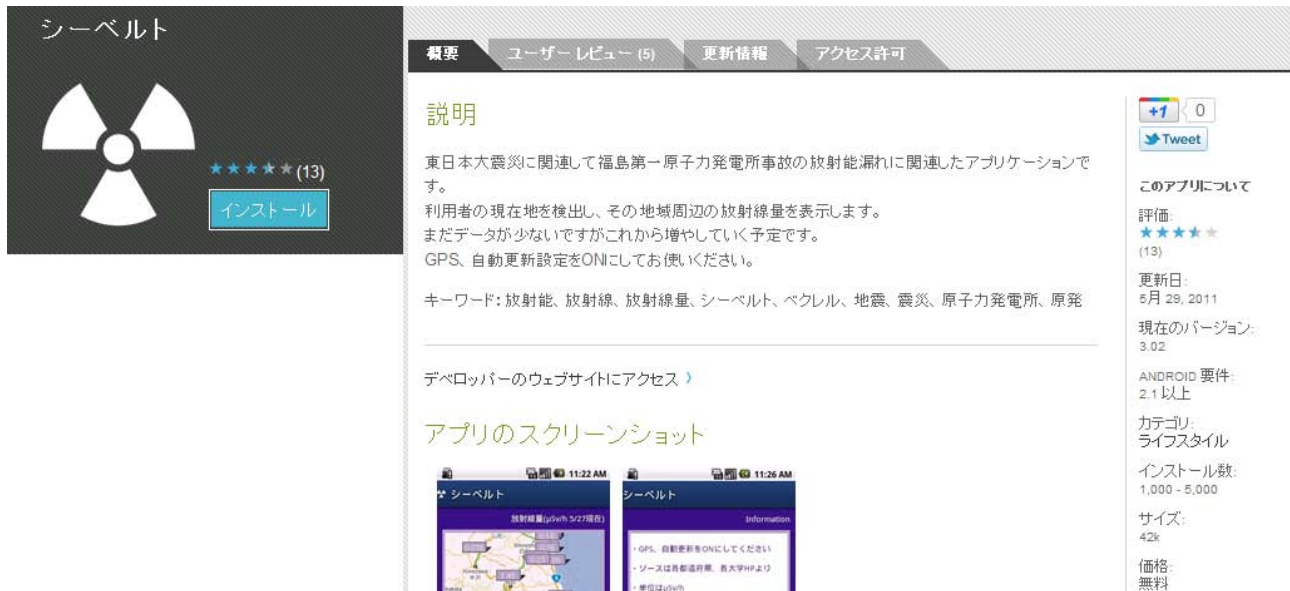 シーベルト
(13)
インストール
概要
ユーザー レビュー (5)
更新情報
アクセス許可
説明
東日本大震災に関連して福島第一原子力発電所事故の放射能漏れに関連したアプリケーションで
す。
利用者の現在地を検出し、その地域周辺の放射線量を表示します。
まだデータが少ないですがこれから増やしていく予定です。
GPS、自動更新設定をONにしてお使いください。
キーワード: 放射能、放射線、放射線量、シーベルト、ベクレル、地震、震災、原子力発電所、原発
デベロッパーのウェブサイトにアクセス 〉
アプリのスクリーンショット
11:22 AM
シーベルト
放射線量(μSv/h 5/27現在)
11:26 AM
シーベルト
Information
・GPS、自動更新をONにしてください
・ソースは各都道府県、各大学HPより
・単位はμSv/h
+1
0
Tweet
このアプリについて
評価:
(13)
更新日:
5月 29, 2011
現在のバージョン:
3.02
ANDROID 要件:
2.1 以上
カテゴリ:
ライフスタイル
インストール数:
1,000 - 5,000
サイズ:
42k
価格:
無料